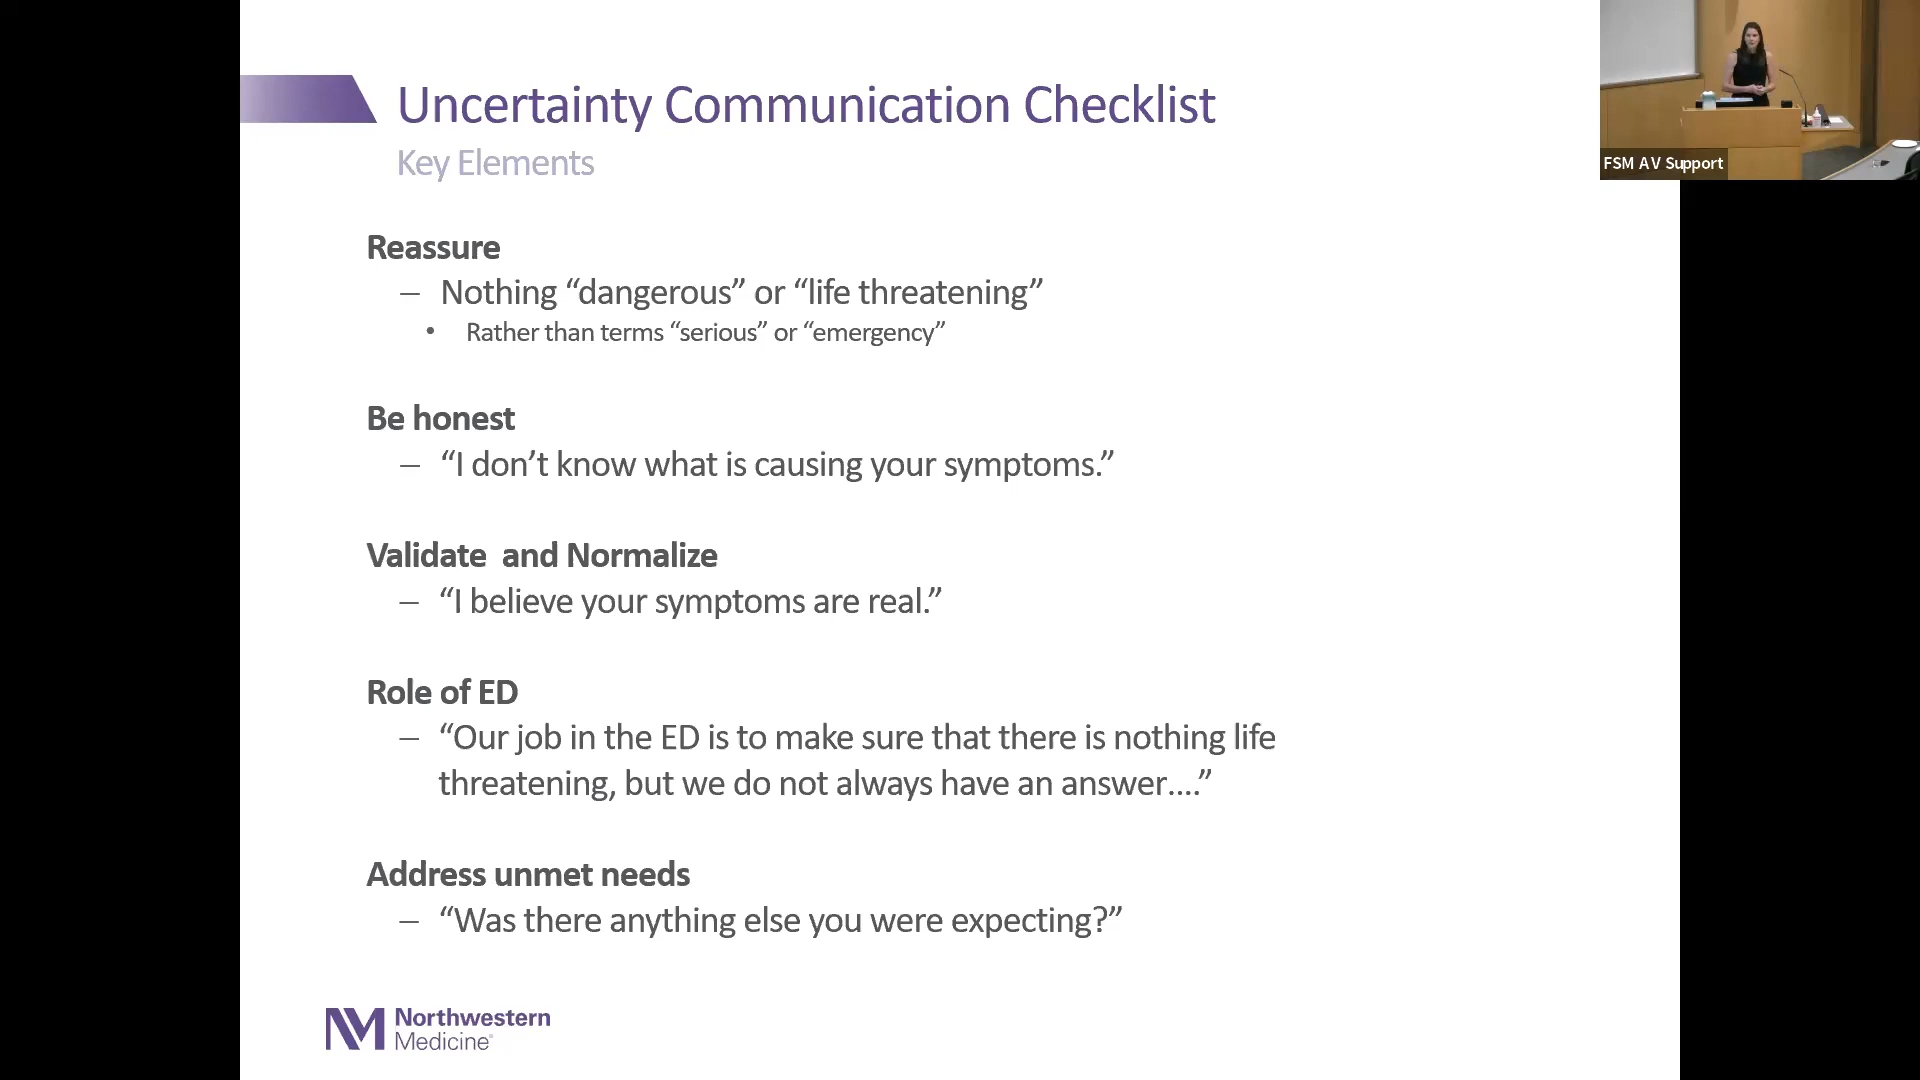 Uncertainty Communication Checklist
Key Elements
FSM AV Support
Reassure
– Nothing “dangerous” or “life threatening”
• Rather than terms “serious” or “emergency”
Be honest
– “I don’t know what is causing your symptoms.”
Validate  and Normalize
– “I believe your symptoms are real.”
Role of ED
– “Our job in the ED is to make sure that there is nothing life
threatening, but we do not always have an answer....”
Address unmet needs
– “Was there anything else you were expecting?”
NM
Northwestern
Medicine®